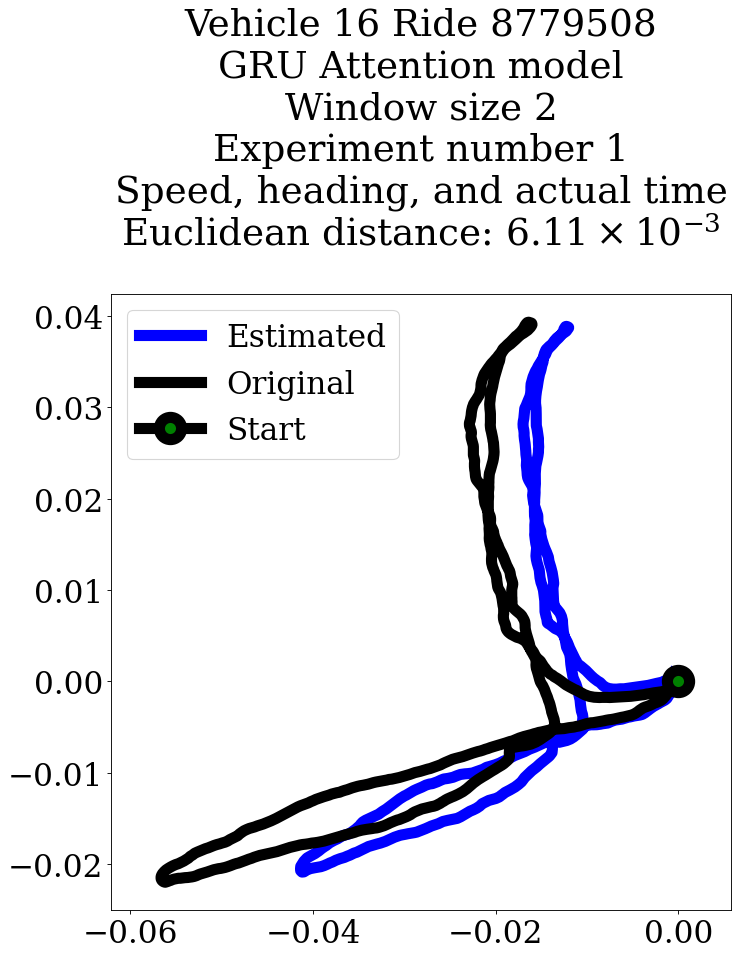 Vehicle 16 Ride 8779508
GRU Attention model
Window size 2
Experiment number 1
Speed, heading, and actual time
Euclidean distance: 6.11 × 10⁻³
Estimated
Original
Start
0.04
0.03
0.02
0.01
0.00
−0.01
−0.02
−0.06
−0.04
−0.02
0.00